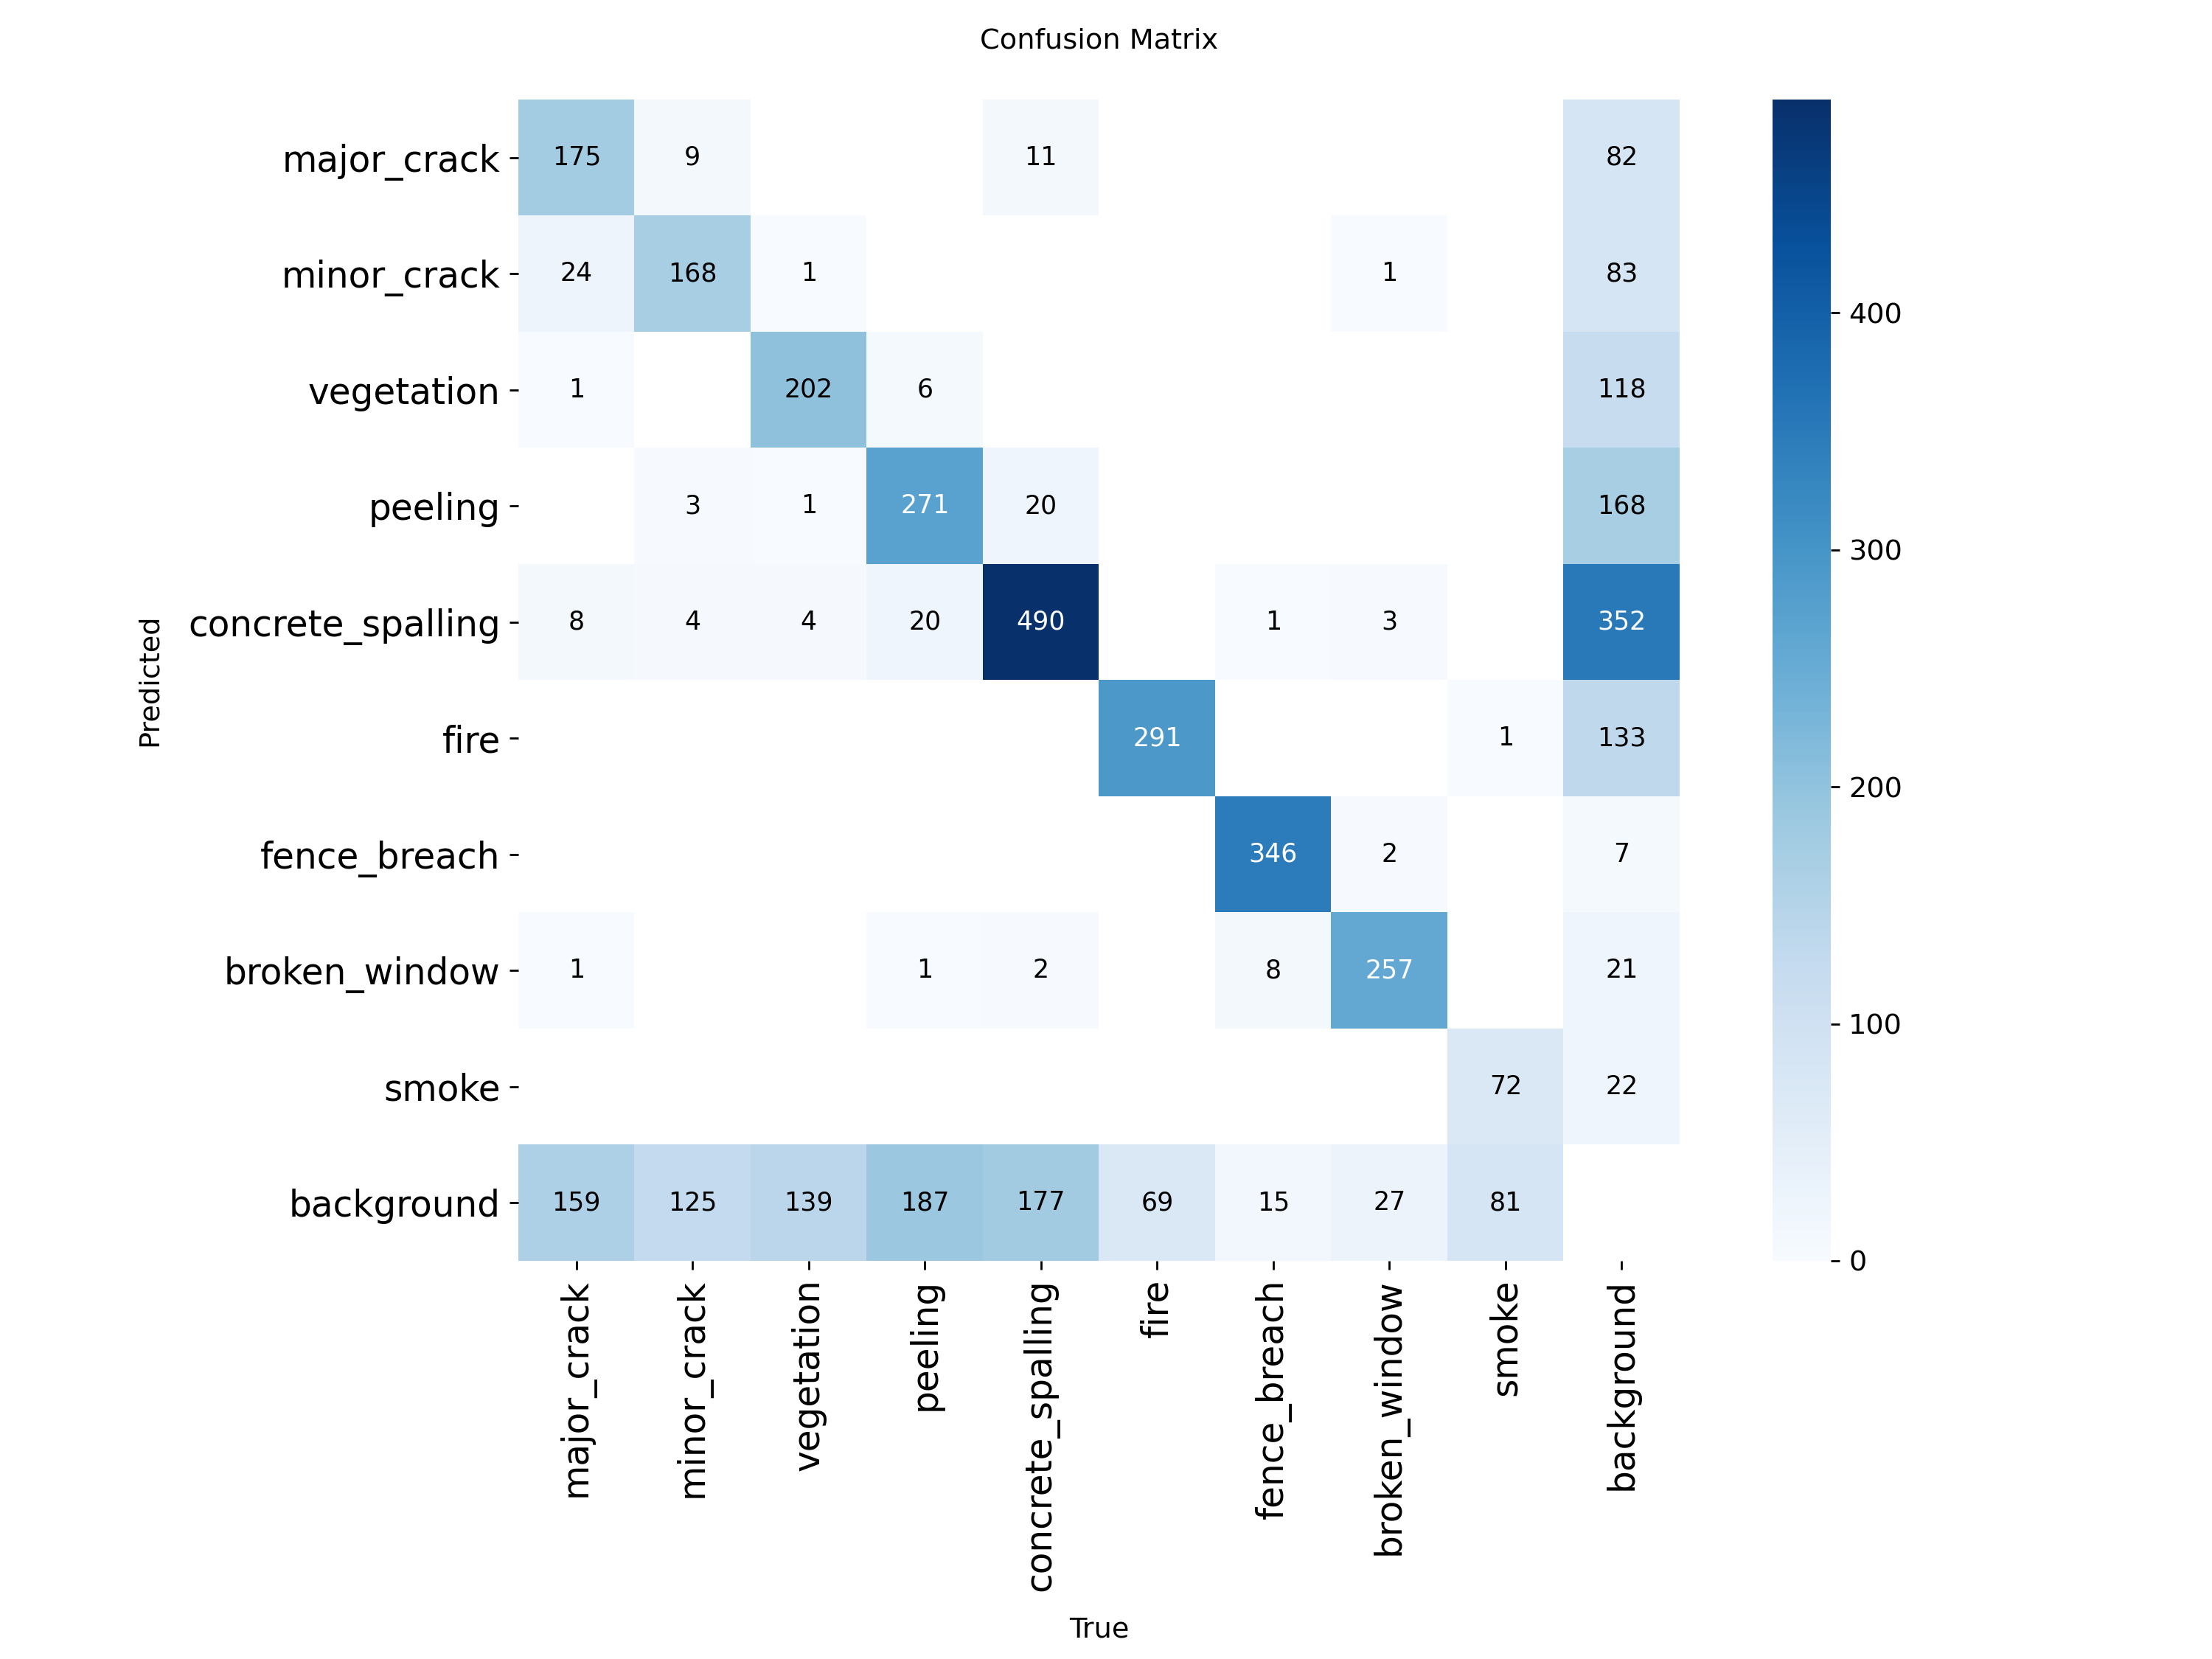 Confusion Matrix
major_crack 175 9 11 82
minor_crack 24 168 1 1 83
400
vegetation 1 202 6 118
peeling 3 1 271 20 168
300
concrete_spalling 8 4 4 20 490 1 3 352
Predicted
fire 291 1 133
200
fence_breach 346 2 7
broken_window 1 1 2 8 257 21
100
smoke 72 22
background 159 125 139 187 177 69 15 27 81
0
major_crack
minor_crack
vegetation
peeling
concrete_spalling
fire
fence_breach
broken_window
smoke
background
True